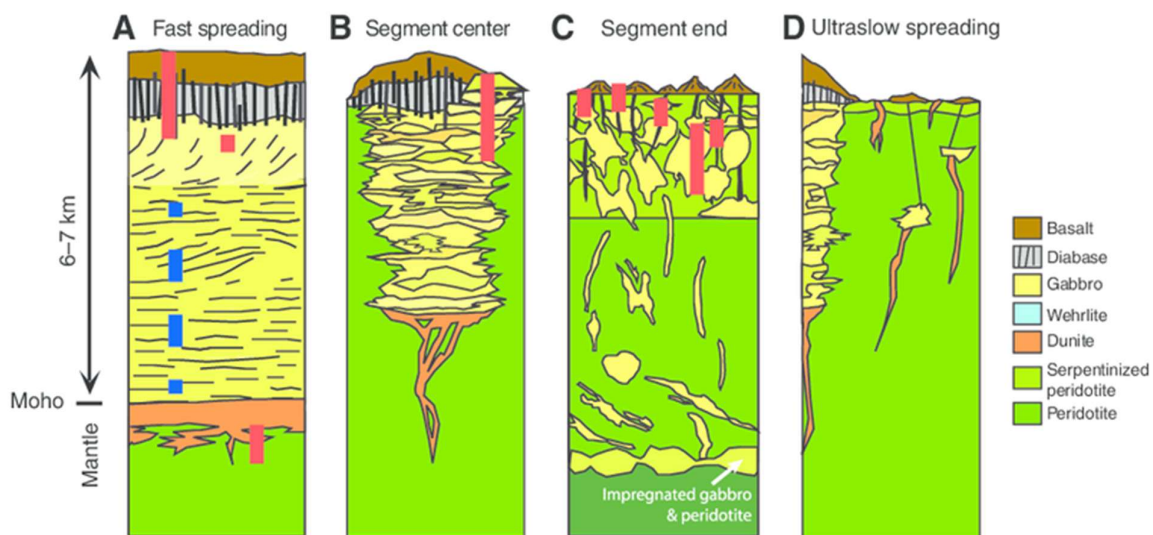 A Fast spreading
B Segment center
C Segment end
D Ultraslow spreading
6–7 km
Moho
Mantle
Basalt
Diabase
Gabbro
Wehrlite
Dunite
Serpentinized
peridotite
Peridotite
Impregnated gabbro
& peridotite